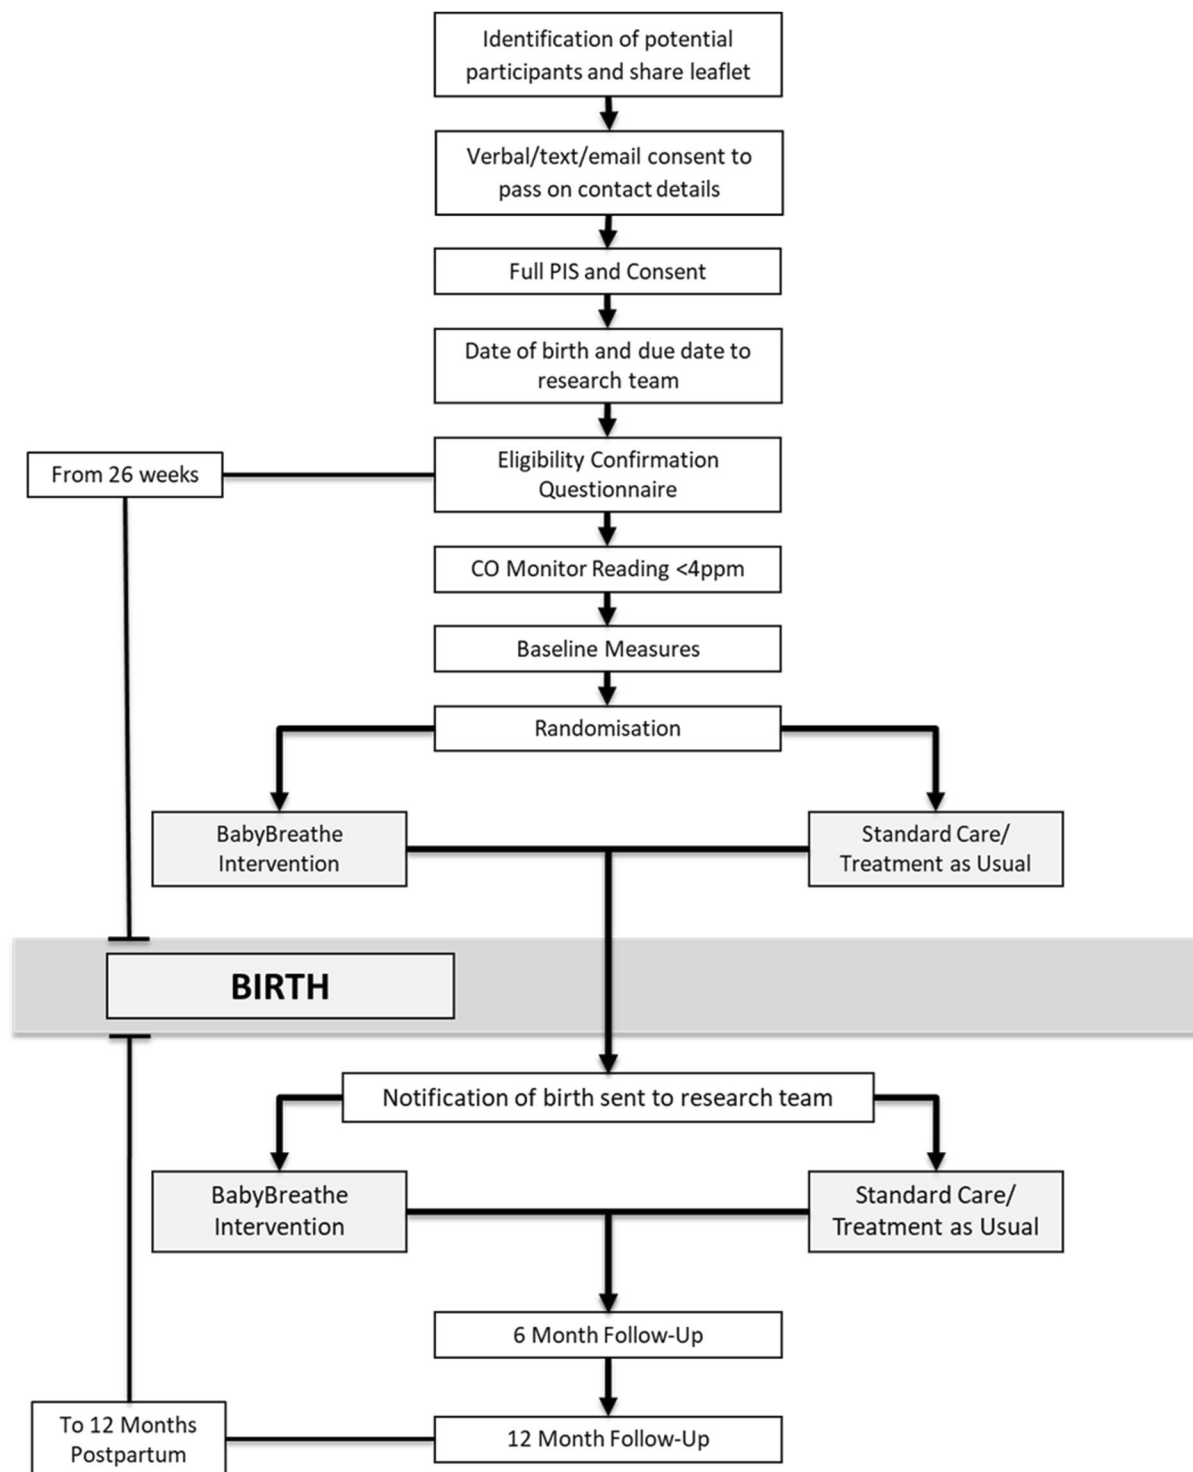 Identification of potential
participants and share leaflet
Verbal/text/email consent to
pass on contact details
Full PIS and Consent
Date of birth and due date to
research team
From 26 weeks
Eligibility Confirmation
Questionnaire
CO Monitor Reading <4ppm
Baseline Measures
Randomisation
BabyBreathe
Intervention
Standard Care/
Treatment as Usual
BIRTH
Notification of birth sent to research team
BabyBreathe
Intervention
Standard Care/
Treatment as Usual
6 Month Follow-Up
To 12 Months
Postpartum
12 Month Follow-Up